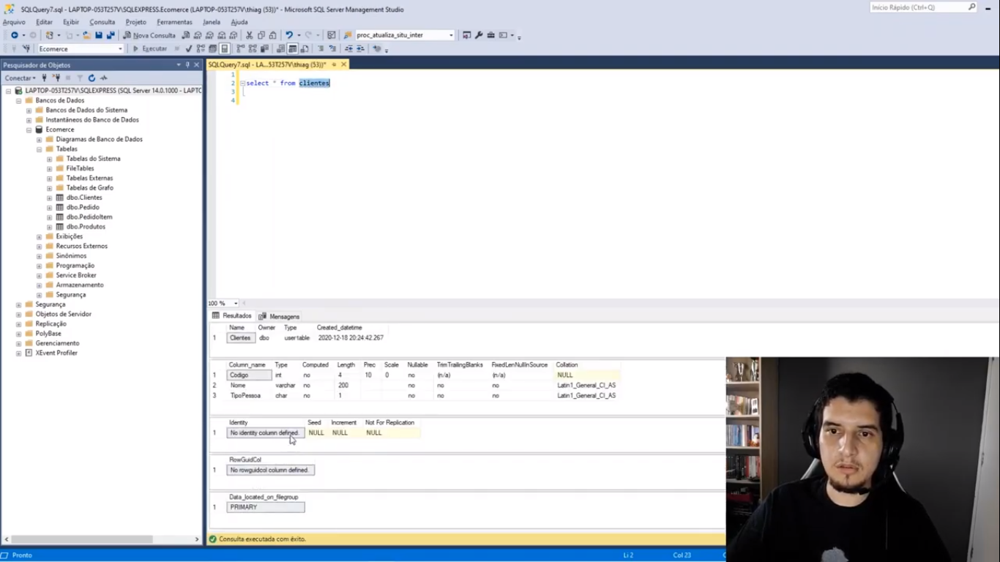 SQLQuery7.sql - LAPTOP-053T257V\SQLEXPRESS.Ecomerce (LAPTOP-053T257V\thiag (53))* - Microsoft SQL Server Management Studio
Início Rápido (Ctrl+Q)
Arquivo Editar Exibir Consulta Projeto Ferramentas Janela Ajuda
Nova Consulta proc_atualiza_situ_inter
Ecomerce Executar
Pesquisador de Objetos
SQLQuery7.sql - LA...53T257V\thiag (53))*
Conectar
LAPTOP-053T257V\SQLEXPRESS (SQL Server 14.0.1000 - LAPTC
Bancos de Dados
Bancos de Dados do Sistema
Instantâneos do Banco de Dados
Ecomerce
Diagramas de Banco de Dados
Tabelas
Tabelas do Sistema
FileTables
Tabelas Externas
Tabelas de Grafo
dbo.Clientes
dbo.Pedido
dbo.PedidoItem
dbo.Produtos
Exibições
Recursos Externos
Sinônimos
Programação
Service Broker
Armazenamento
Segurança
Segurança
Objetos de Servidor
Replicação
PolyBase
Gerenciamento
XEvent Profiler
1
2 select * from clientes
3
4
100 %
Resultados Mensagens
Name Owner Type Created_datetime
1 Clientes dbo user table 2020-12-18 20:24:42.267
Column_name Type Computed Length Prec Scale Nullable TrimTrailingBlanks FixedLenNullInSource Collation
1 Codigo int no 4 10 0 no (n/a) (n/a) NULL
2 Nome varchar no 200 no no no Latin1_General_CI_AS
3 TipoPessoa char no 1 no no no Latin1_General_CI_AS
Identity Seed Increment Not For Replication
1 No identity column defined. NULL NULL NULL
RowGuidCol
1 No rowguidcol column defined.
Data_located_on_filegroup
1 PRIMARY
Consulta executada com êxito.
Pronto Li 2 Col 23